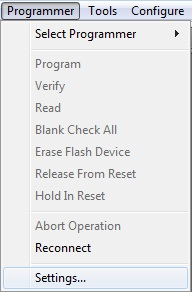 Programmer Tools Configure
Select Programmer
Program
Verify
Read
Blank Check All
Erase Flash Device
Release From Reset
Hold In Reset
Abort Operation
Reconnect
Settings...